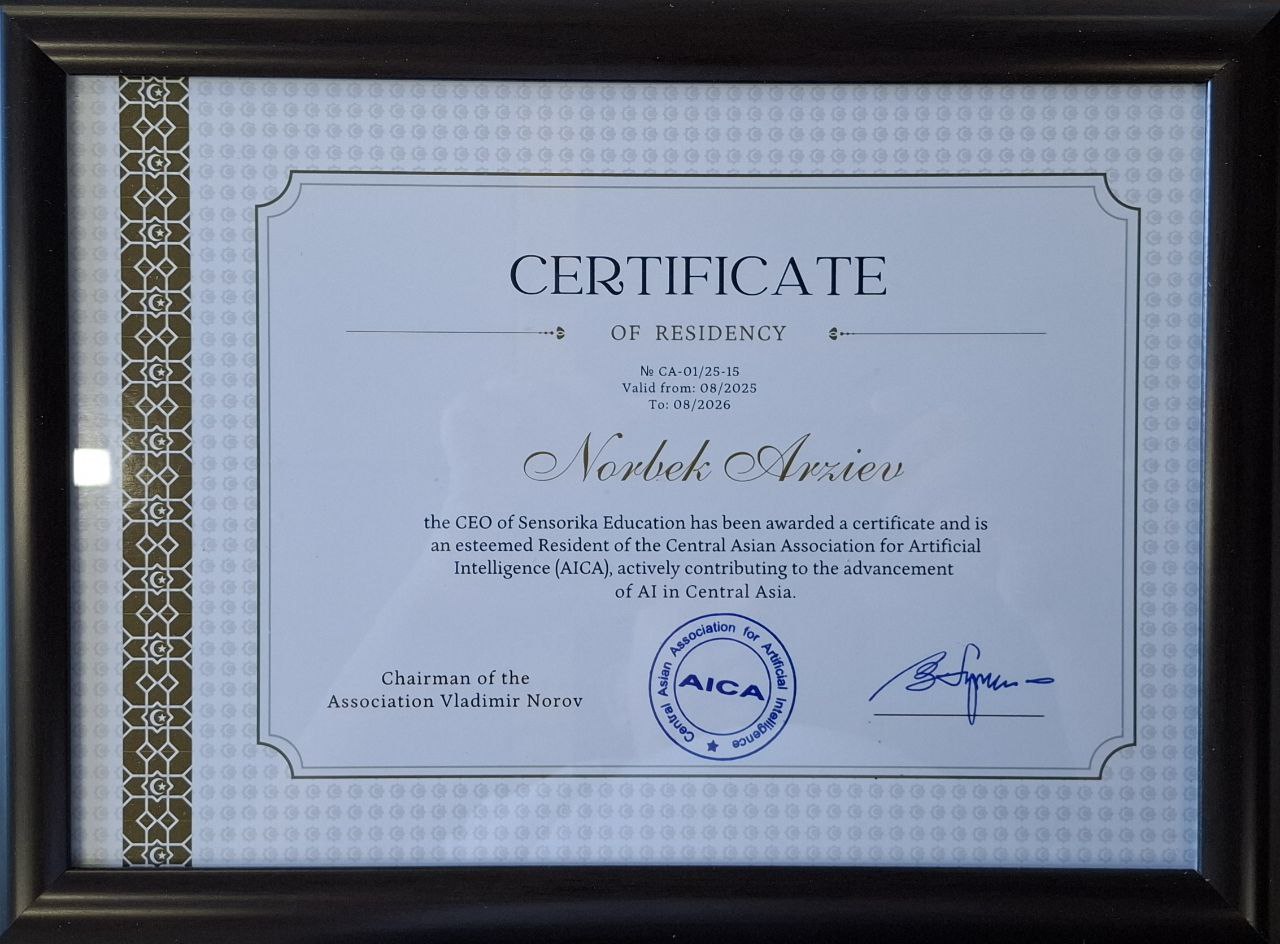 CERTIFICATE
OF RESIDENCY
№ CA-01/25-15
Valid from: 08/2025
To: 08/2026
Norbek Arziev
the CEO of Sensorika Education has been awarded a certificate and is
an esteemed Resident of the Central Asian Association for Artificial
Intelligence (AICA), actively contributing to the advancement
of AI in Central Asia.
Chairman of the
Association Vladimir Norov
Central Asian Association for Artificial Intelligence
AICA